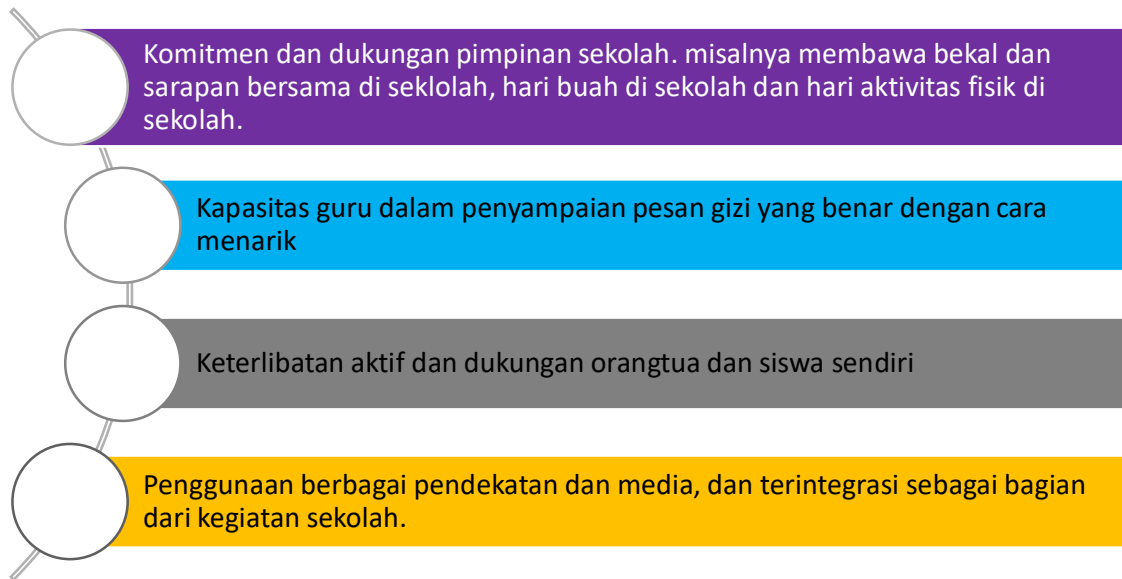 Komitmen dan dukungan pimpinan sekolah. misalnya membawa bekal dan
sarapan bersama di seklolah, hari buah di sekolah dan hari aktivitas fisik di
sekolah.
Kapasitas guru dalam penyampaian pesan gizi yang benar dengan cara
menarik
Keterlibatan aktif dan dukungan orangtua dan siswa sendiri
Penggunaan berbagai pendekatan dan media, dan terintegrasi sebagai bagian
dari kegiatan sekolah.